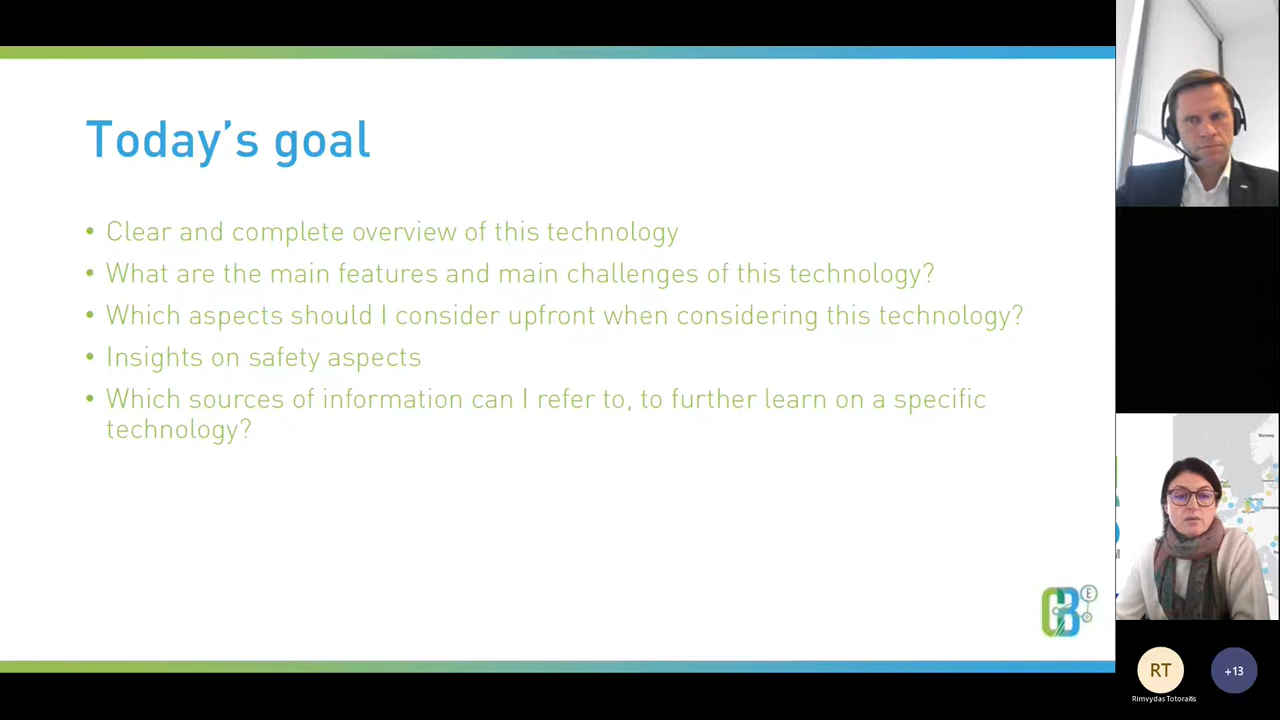 Today's goal
• Clear and complete overview of this technology
• What are the main features and main challenges of this technology?
• Which aspects should I consider upfront when considering this technology?
• Insights on safety aspects
• Which sources of information can I refer to, to further learn on a specific
technology?
Norway
RT
+13
Rimvydas Totoraitis